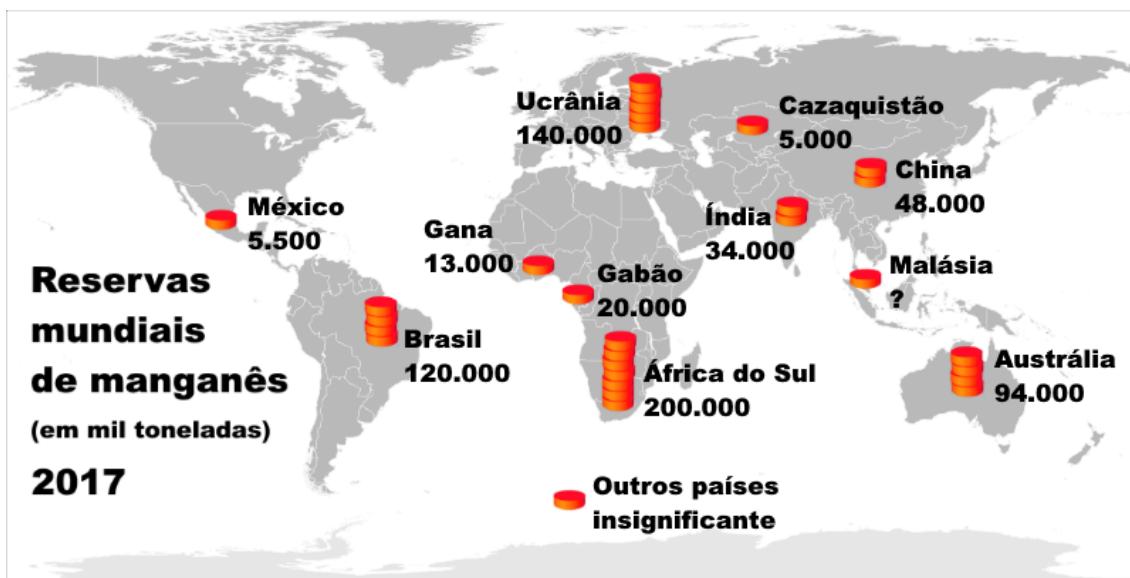 Reservas
mundiais
de manganês
(em mil toneladas)
2017
México
5.500
Brasil
120.000
Ucrânia
140.000
Gana
13.000
Gabão
20.000
África do Sul
200.000
Cazaquistão
5.000
China
48.000
Índia
34.000
Malásia
?
Austrália
94.000
Outros países
insignificante